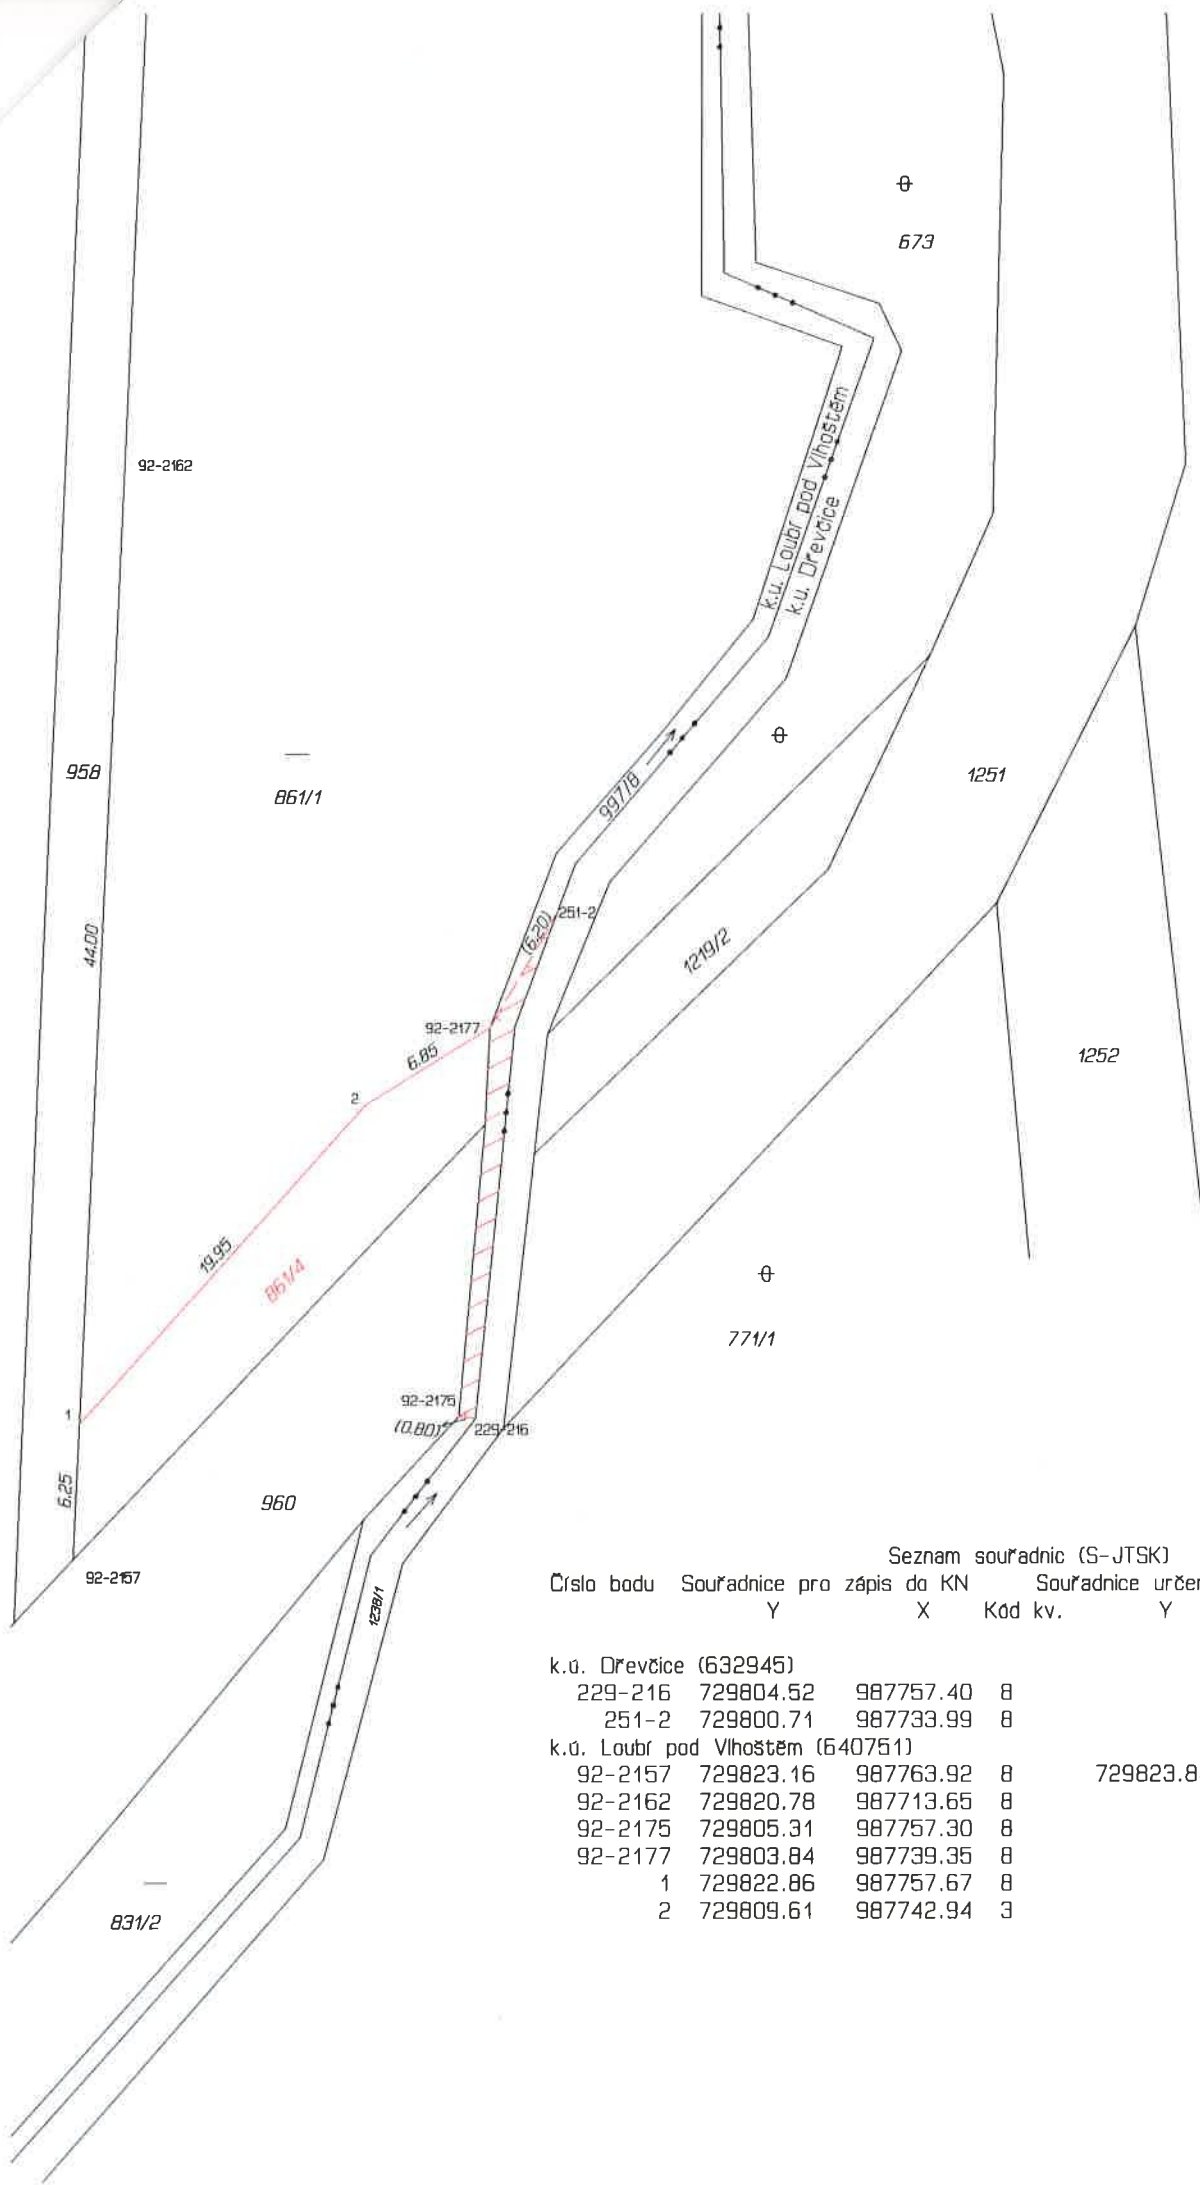 673
92-2162
k.ú. Loubí pod Vlhoštěm
k.ú. Dřevčice
958
861/1
997/8
1251
44.00
(6.20)
251-2
1219/2
92-2177
6.85
1252
2
19.95
861/4
771/1
92-2175
1
(0.80)
229-216
6.25
960
92-2157
1238/1
831/2
Seznam souřadnic (S-JTSK)
Číslo bodu Souřadnice pro zápis do KN Souřadnice určen
Y X Kód kv. Y
k.ú. Dřevčice (632945)
229-216 729804.52 987757.40 8
251-2 729800.71 987733.99 8
k.ú. Loubí pod Vlhoštěm (640751)
92-2157 729823.16 987763.92 8 729823.8
92-2162 729820.78 987713.65 8
92-2175 729805.31 987757.30 8
92-2177 729803.84 987739.35 8
1 729822.86 987757.67 8
2 729809.61 987742.94 3